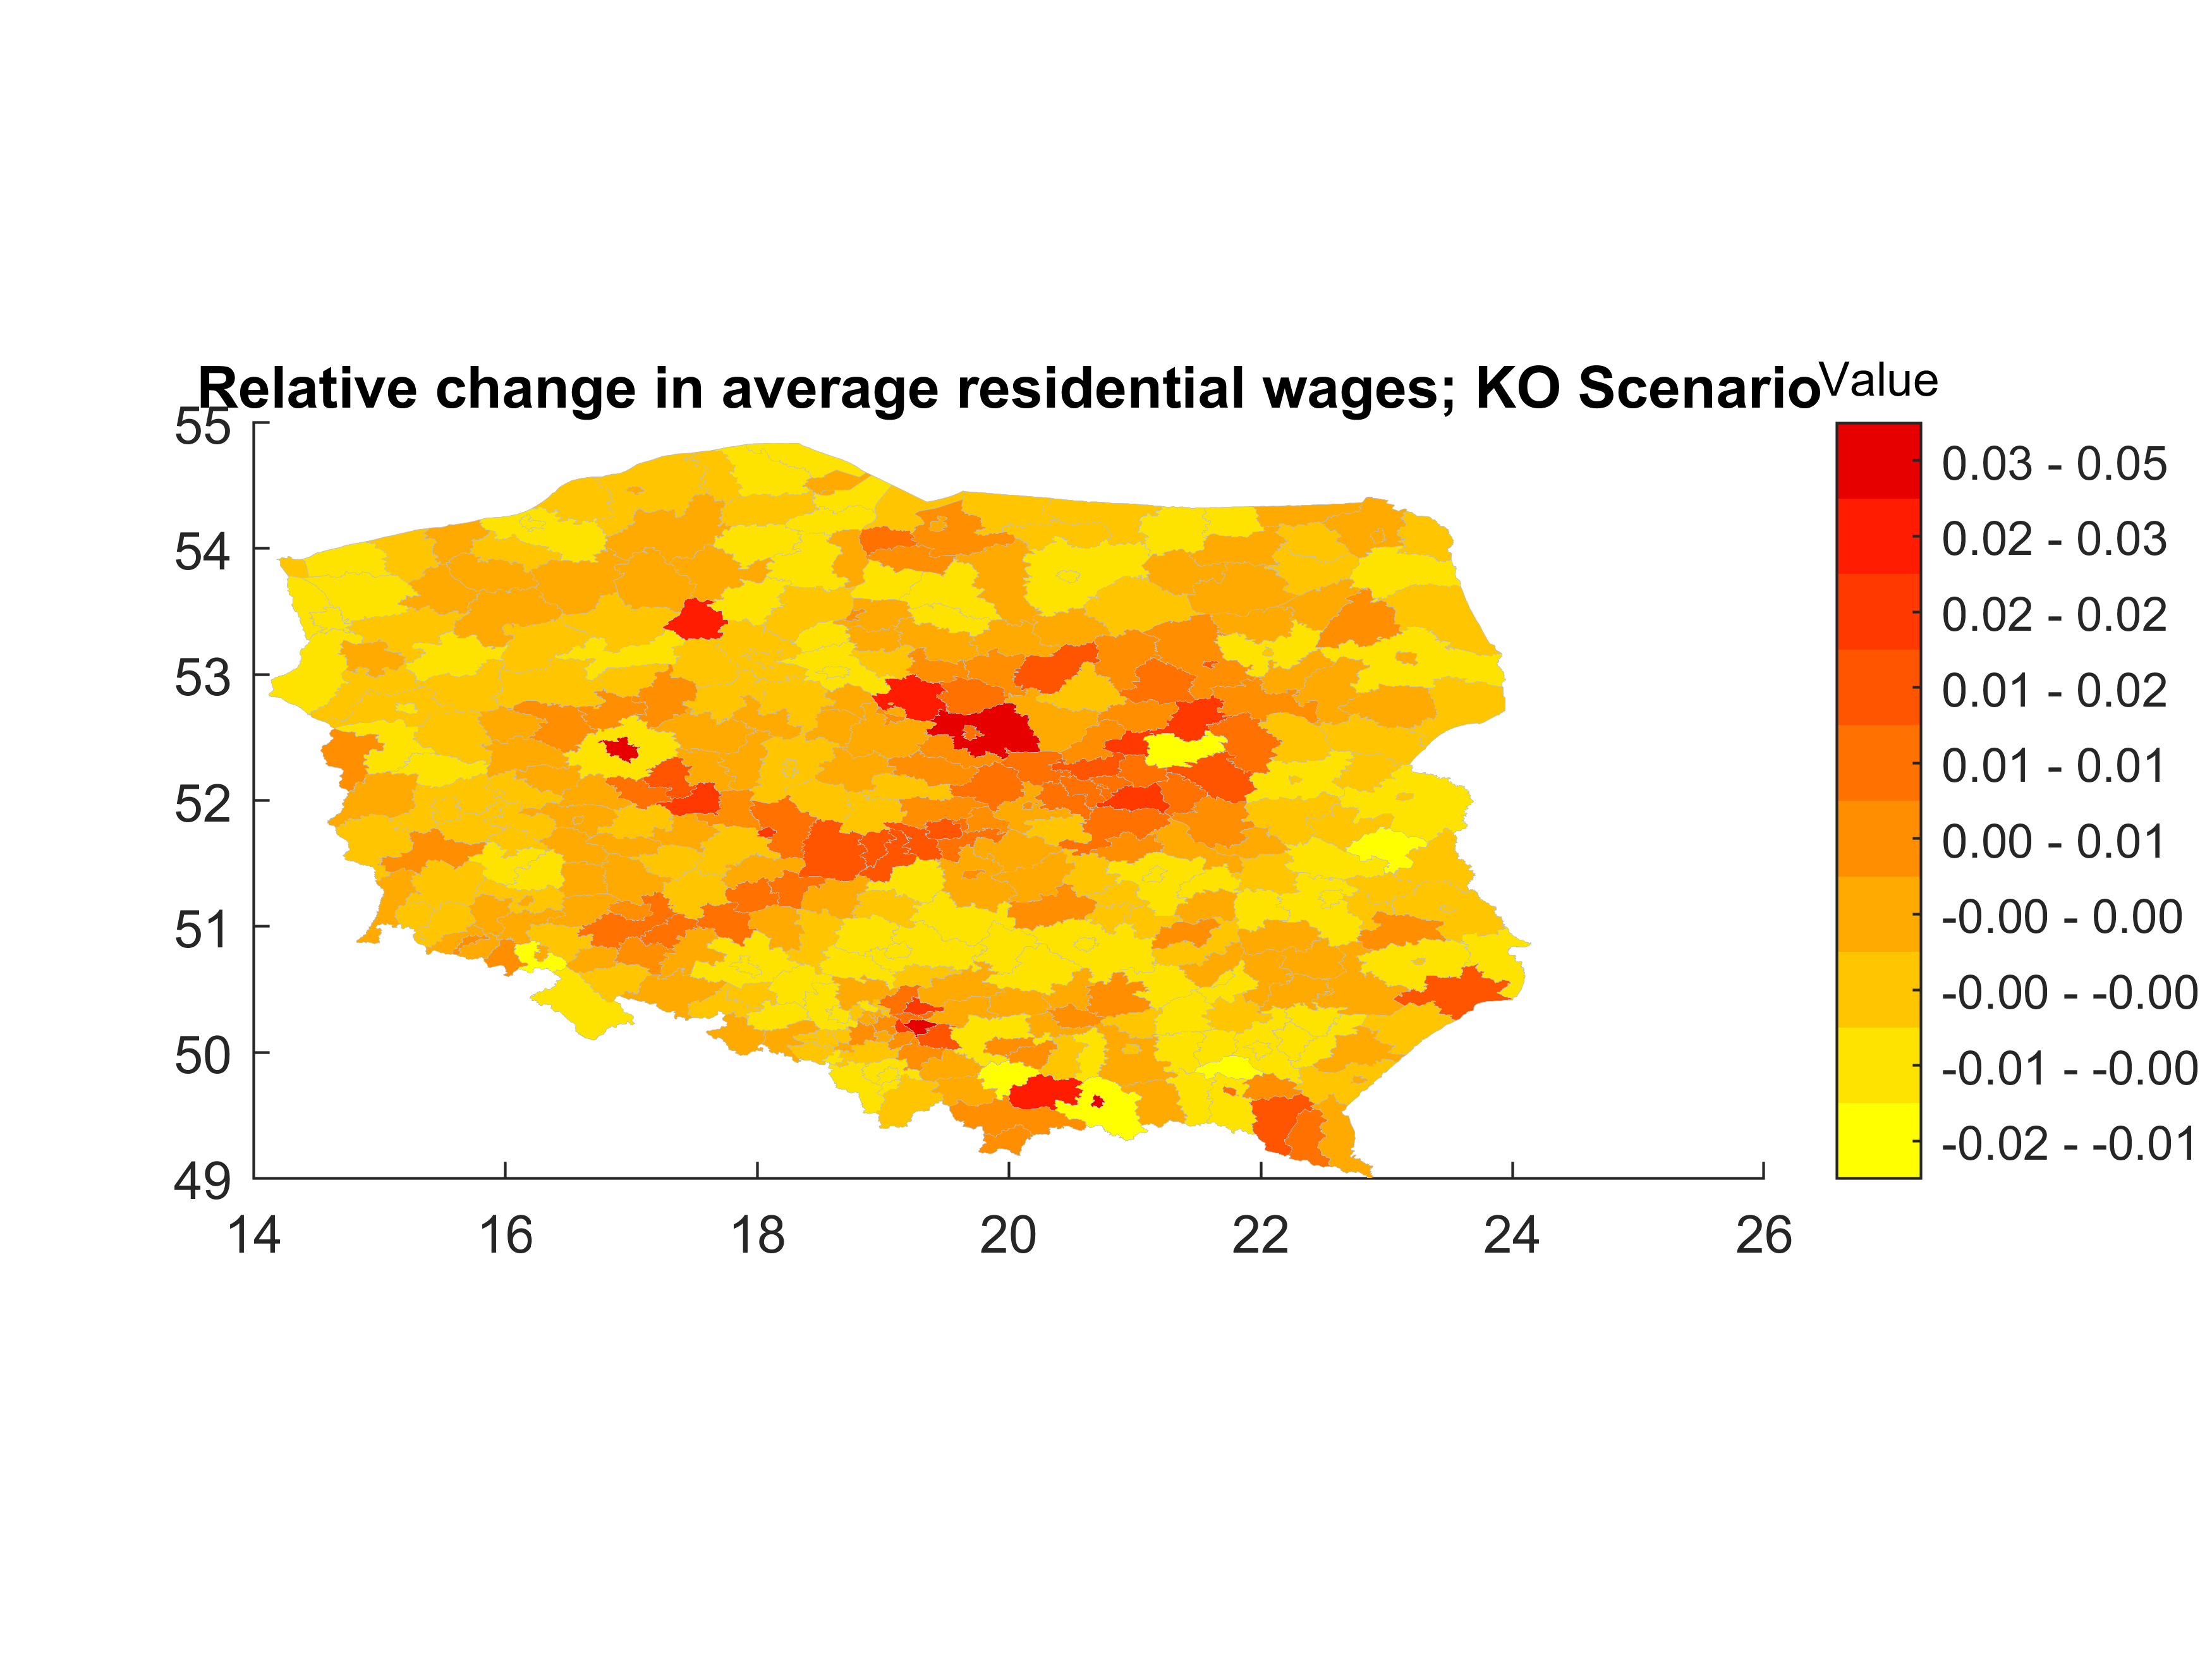 Relative change in average residential wages; KO Scenario
Value
55
54
53
52
51
50
49
14
16
18
20
22
24
26
0.03 - 0.05
0.02 - 0.03
0.02 - 0.02
0.01 - 0.02
0.01 - 0.01
0.00 - 0.01
-0.00 - 0.00
-0.00 - -0.00
-0.01 - -0.00
-0.02 - -0.01